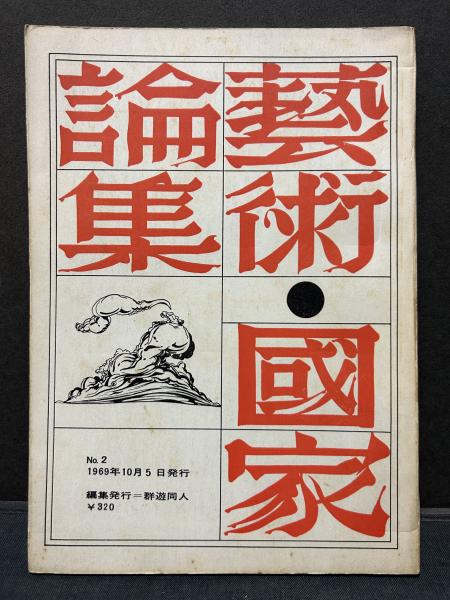 藝術・國家
論集
No.2
1969年10月5日発行
編集発行＝群遊同人
¥320